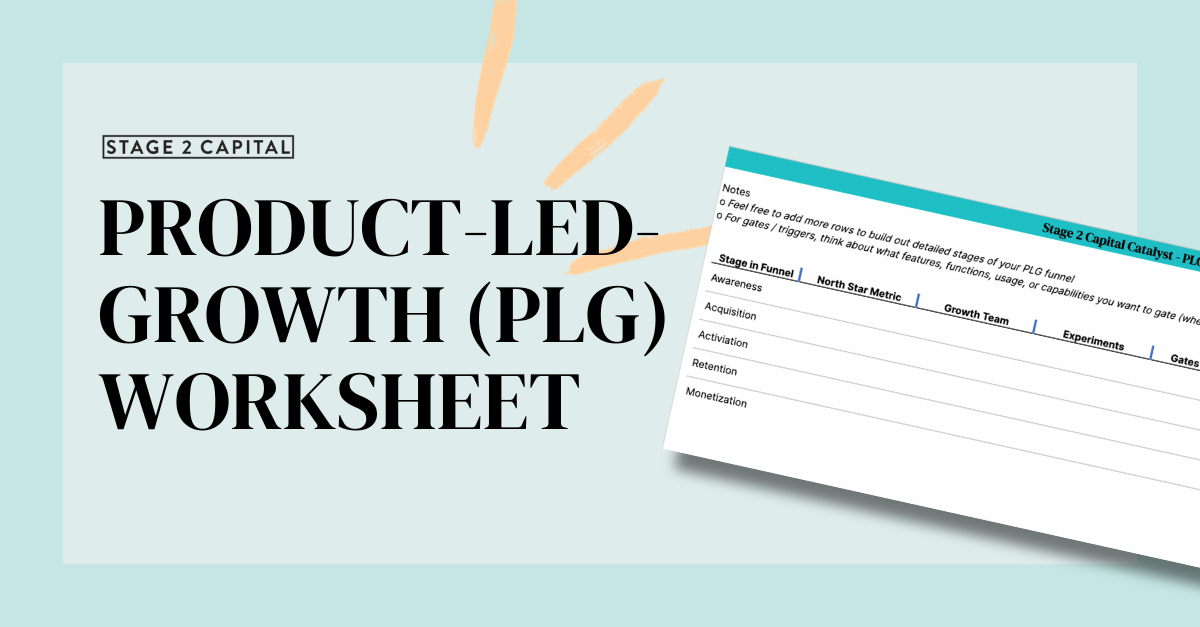 STAGE 2 CAPITAL
PRODUCT-LED-
GROWTH (PLG)
WORKSHEET
Stage 2 Capital Catalyst - PLG
Notes
o Feel free to add more rows to build out detailed stages of your PLG funnel
o For gates / triggers, think about what features, functions, usage, or capabilities you want to gate
Stage in Funnel North Star Metric Growth Team Experiments Gates
Awareness
Acquisition
Activiation
Retention
Monetization